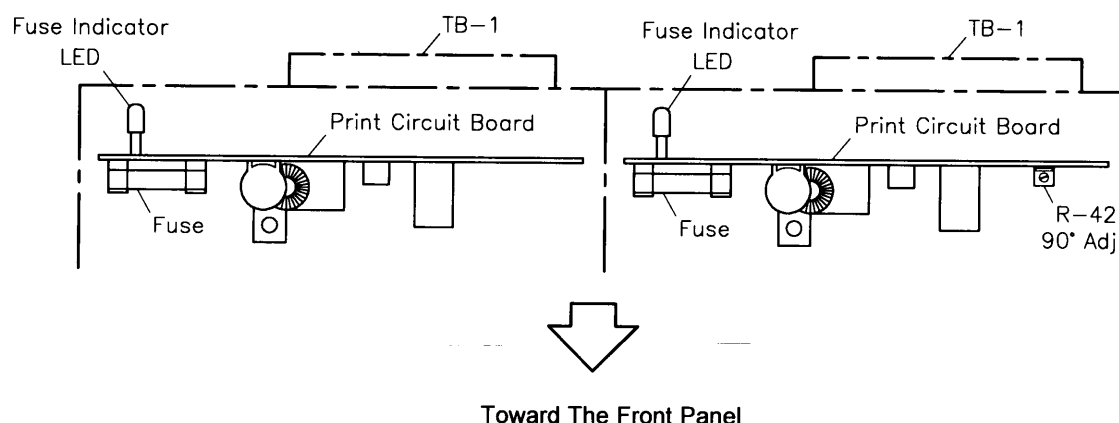 Fuse Indicator
LED
TB-1
Print Circuit Board
Fuse
Fuse Indicator
LED
TB-1
Print Circuit Board
Fuse
R-42
90° Adj
Toward The Front Panel